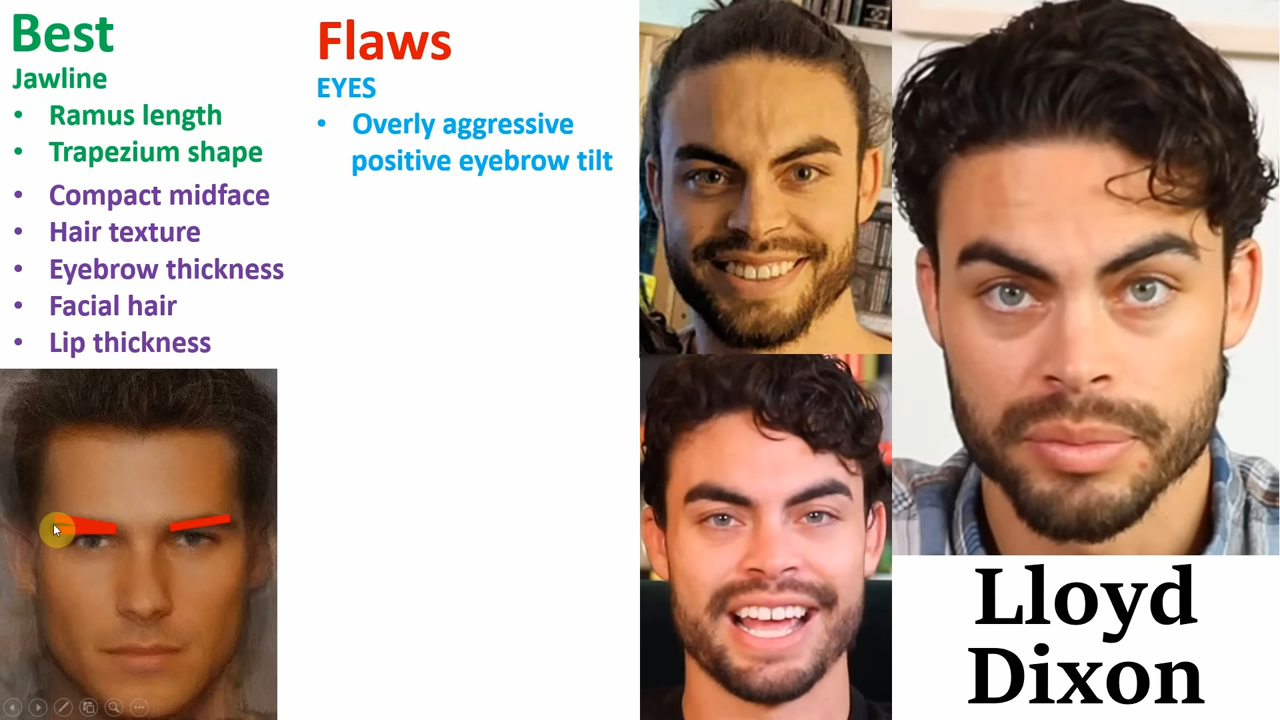 Best
Jawline
• Ramus length
• Trapezium shape
• Compact midface
• Hair texture
• Eyebrow thickness
• Facial hair
• Lip thickness
Flaws
EYES
• Overly aggressive
positive eyebrow tilt
Lloyd
Dixon